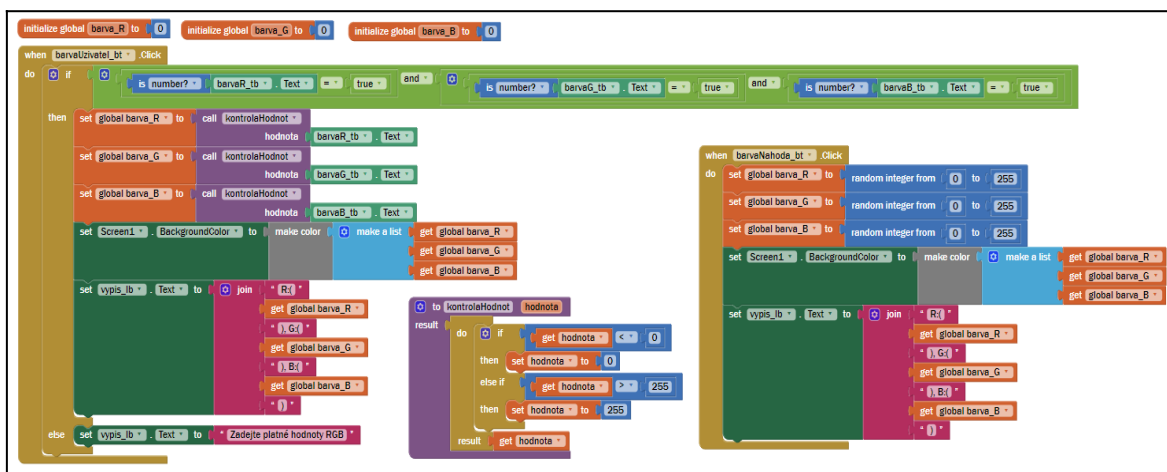 initialize global barva_R to 0
initialize global barva_G to 0
initialize global barva_B to 0
when barvaUzivatel_bt .Click
do if is number? barvaR_tb . Text = true and is number? barvaG_tb . Text = true and is number? barvaB_tb . Text = true
then set global barva_R to call kontrolaHodnot
hodnota barvaR_tb . Text
set global barva_G to call kontrolaHodnot
hodnota barvaG_tb . Text
set global barva_B to call kontrolaHodnot
hodnota barvaB_tb . Text
set Screen1 . BackgroundColor to make color make a list get global barva_R
get global barva_G
get global barva_B
set vypis_lb . Text to join " R:( "
get global barva_R
" ), G:( "
get global barva_G
" ), B:( "
get global barva_B
" ) "
else set vypis_lb . Text to " Zadejte platné hodnoty RGB "
to kontrolaHodnot hodnota
result do if get hodnota < 0
then set hodnota to 0
else if get hodnota > 255
then set hodnota to 255
result get hodnota
when barvaNahoda_bt .Click
do set global barva_R to random integer from 0 to 255
set global barva_G to random integer from 0 to 255
set global barva_B to random integer from 0 to 255
set Screen1 . BackgroundColor to make color make a list get global barva_R
get global barva_G
get global barva_B
set vypis_lb . Text to join " R:( "
get global barva_R
" ), G:( "
get global barva_G
" ), B:( "
get global barva_B
" ) "